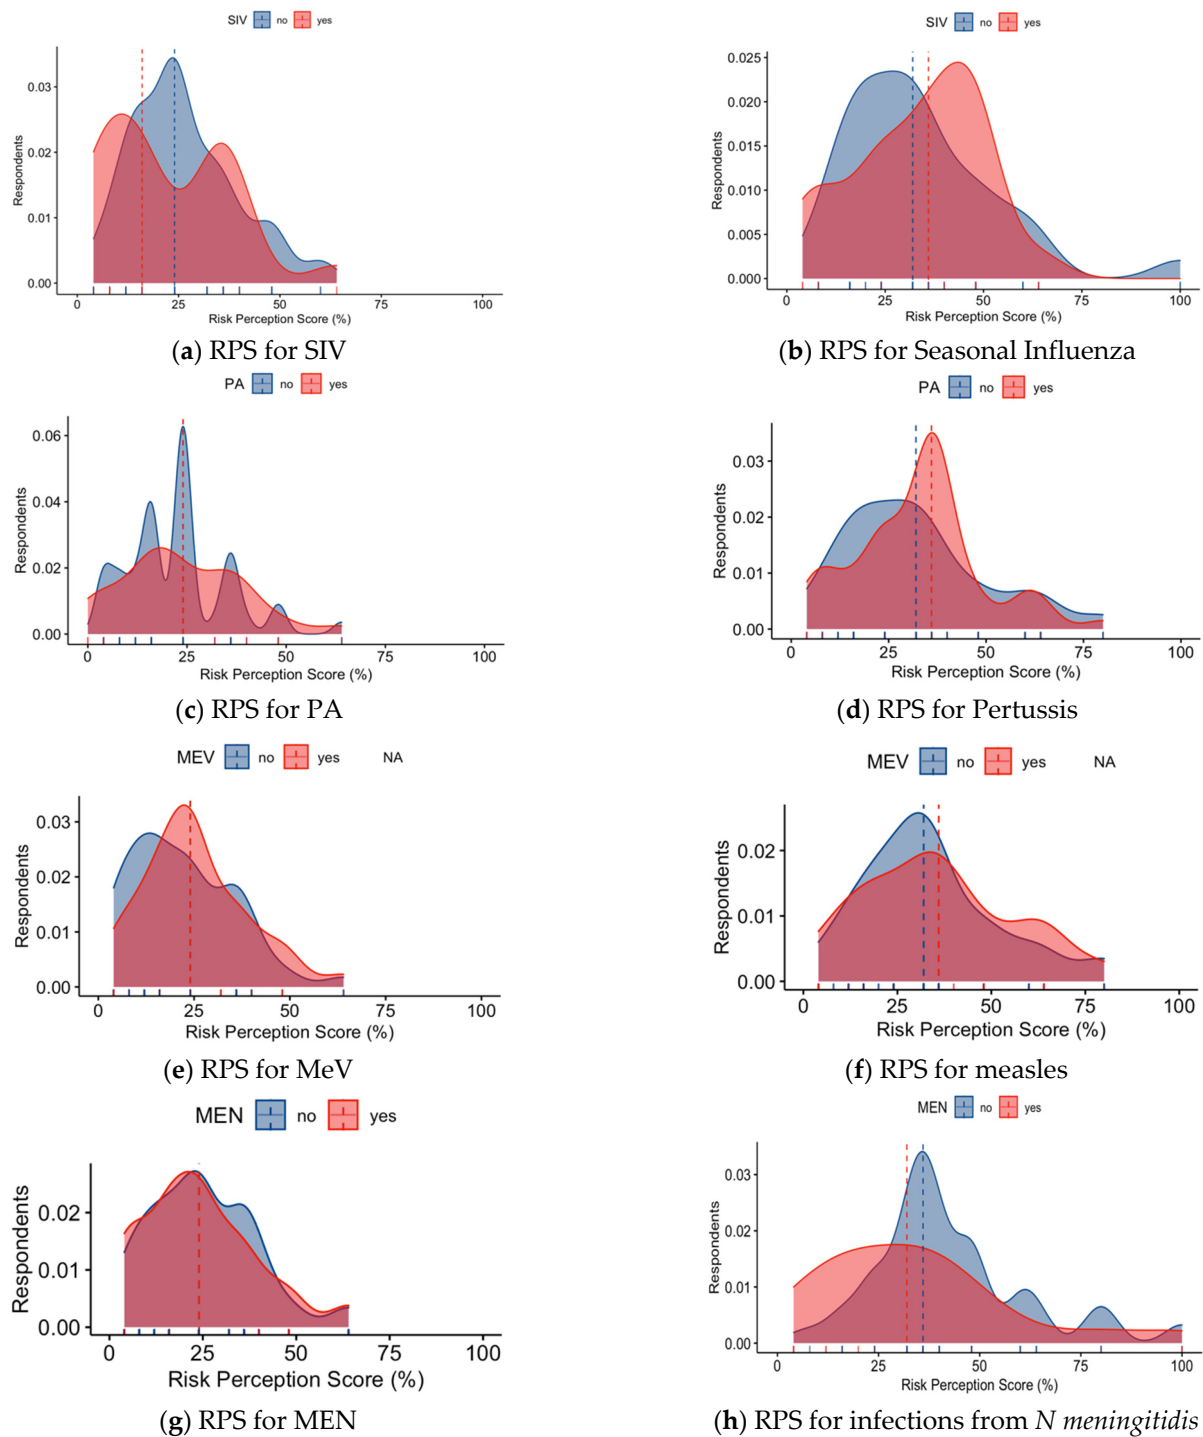 SIV no yes
0.03
0.02
0.01
0.00
Respondents
0 25 50 75 100
Risk Perception Score (%)
(a) RPS for SIV
SIV no yes
0.025
0.020
0.015
0.010
0.005
0.000
Respondents
0 25 50 75 100
Risk Perception Score (%)
(b) RPS for Seasonal Influenza
PA no yes
0.06
0.04
0.02
0.00
Respondents
0 25 50 75 100
Risk Perception Score (%)
(c) RPS for PA
PA no yes
0.03
0.02
0.01
0.00
Respondents
0 25 50 75 100
Risk Perception Score (%)
(d) RPS for Pertussis
MEV no yes NA
0.03
0.02
0.01
0.00
Respondents
0 25 50 75 100
Risk Perception Score (%)
(e) RPS for MeV
MEV no yes NA
0.02
0.01
0.00
Respondents
0 25 50 75 100
Risk Perception Score (%)
(f) RPS for measles
MEN no yes
0.02
0.01
0.00
Respondents
0 25 50 75 100
Risk Perception Score (%)
(g) RPS for MEN
MEN no yes
0.03
0.02
0.01
0.00
Respondents
0 25 50 75 100
Risk Perception Score (%)
(h) RPS for infections from N meningitidis